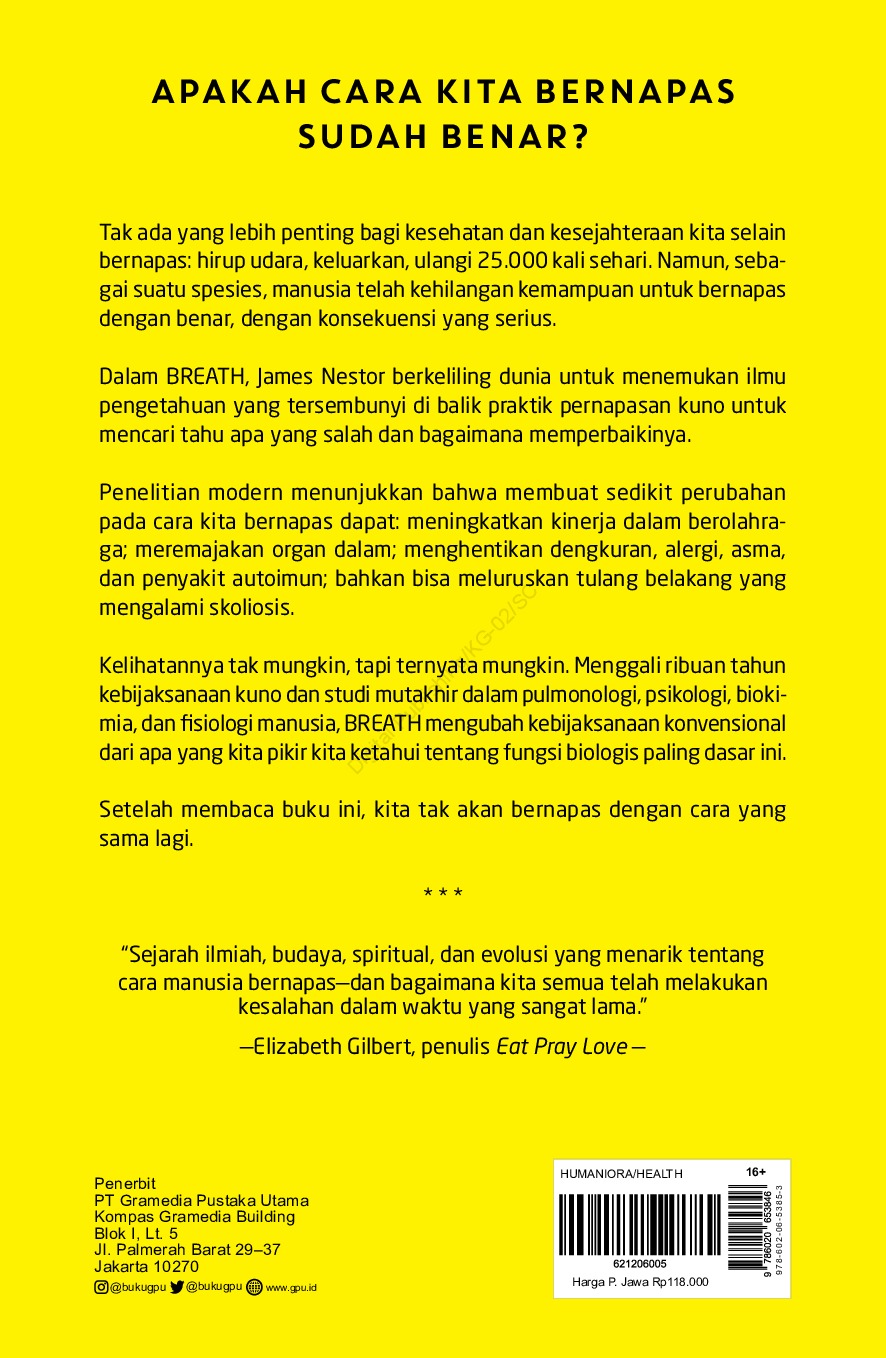 APAKAH CARA KITA BERNAPAS
SUDAH BENAR?
Tak ada yang lebih penting bagi kesehatan dan kesejahteraan kita selain
bernapas: hirup udara, keluarkan, ulangi 25.000 kali sehari. Namun, seba-
gai suatu spesies, manusia telah kehilangan kemampuan untuk bernapas
dengan benar, dengan konsekuensi yang serius.
Dalam BREATH, James Nestor berkeliling dunia untuk menemukan ilmu
pengetahuan yang tersembunyi di balik praktik pernapasan kuno untuk
mencari tahu apa yang salah dan bagaimana memperbaikinya.
Penelitian modern menunjukkan bahwa membuat sedikit perubahan
pada cara kita bernapas dapat: meningkatkan kinerja dalam berolahra-
ga; meremajakan organ dalam; menghentikan dengkuran, alergi, asma,
dan penyakit autoimun; bahkan bisa meluruskan tulang belakang yang
mengalami skoliosis.
Kelihatannya tak mungkin, tapi ternyata mungkin. Menggali ribuan tahun
kebijaksanaan kuno dan studi mutakhir dalam pulmonologi, psikologi, bioki-
mia, dan fisiologi manusia, BREATH mengubah kebijaksanaan konvensional
dari apa yang kita pikir kita ketahui tentang fungsi biologis paling dasar ini.
Setelah membaca buku ini, kita tak akan bernapas dengan cara yang
sama lagi.
* * *
“Sejarah ilmiah, budaya, spiritual, dan evolusi yang menarik tentang
cara manusia bernapas—dan bagaimana kita semua telah melakukan
kesalahan dalam waktu yang sangat lama.”
—Elizabeth Gilbert, penulis Eat Pray Love —
Penerbit
PT Gramedia Pustaka Utama
Kompas Gramedia Building
Blok I, Lt. 5
Jl. Palmerah Barat 29–37
Jakarta 10270
@bukugpu @bukugpu www.gpu.id
HUMANIORA/HEALTH 16+
621206005
Harga P. Jawa Rp118.000
9 786020 653846
978-602-06-5385-3